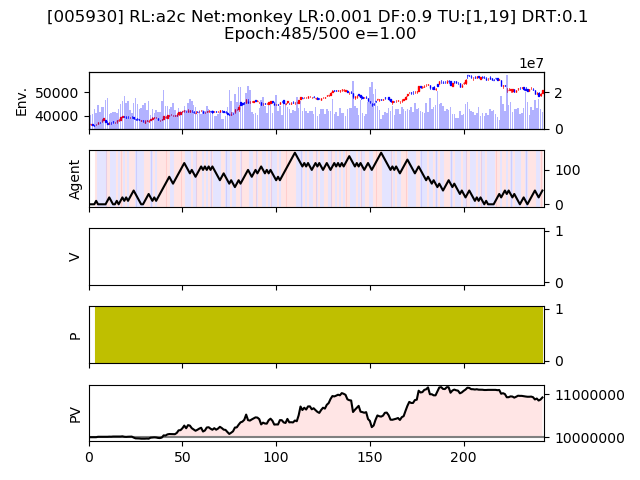 [005930] RL:a2c Net:monkey LR:0.001 DF:0.9 TU:[1,19] DRT:0.1
Epoch:485/500 e=1.00
1e7
Env.
50000
40000
2
0
Agent
100
0
V
1
0
P
1
0
PV
11000000
10000000
0 50 100 150 200